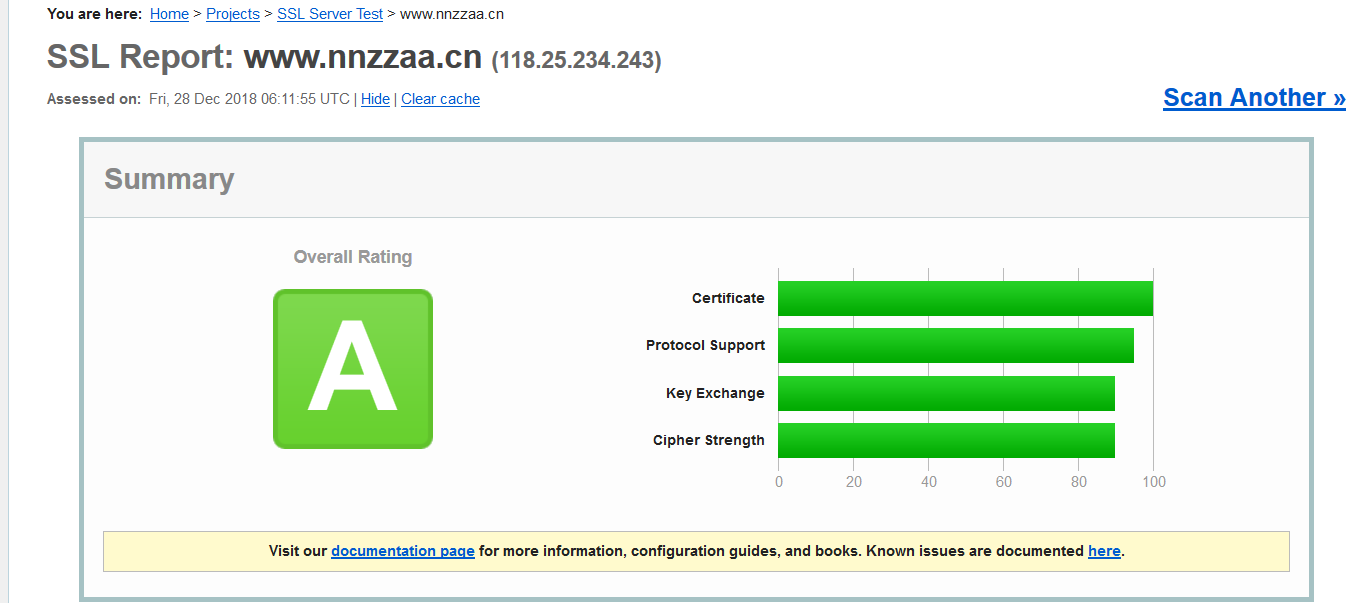 You are here: Home > Projects > SSL Server Test > www.nnzzaa.cn
SSL Report: www.nnzzaa.cn (118.25.234.243)
Assessed on: Fri, 28 Dec 2018 06:11:55 UTC | Hide | Clear cache
Scan Another »
Summary
Overall Rating
A
Certificate
Protocol Support
Key Exchange
Cipher Strength
0 20 40 60 80 100
Visit our documentation page for more information, configuration guides, and books. Known issues are documented here.